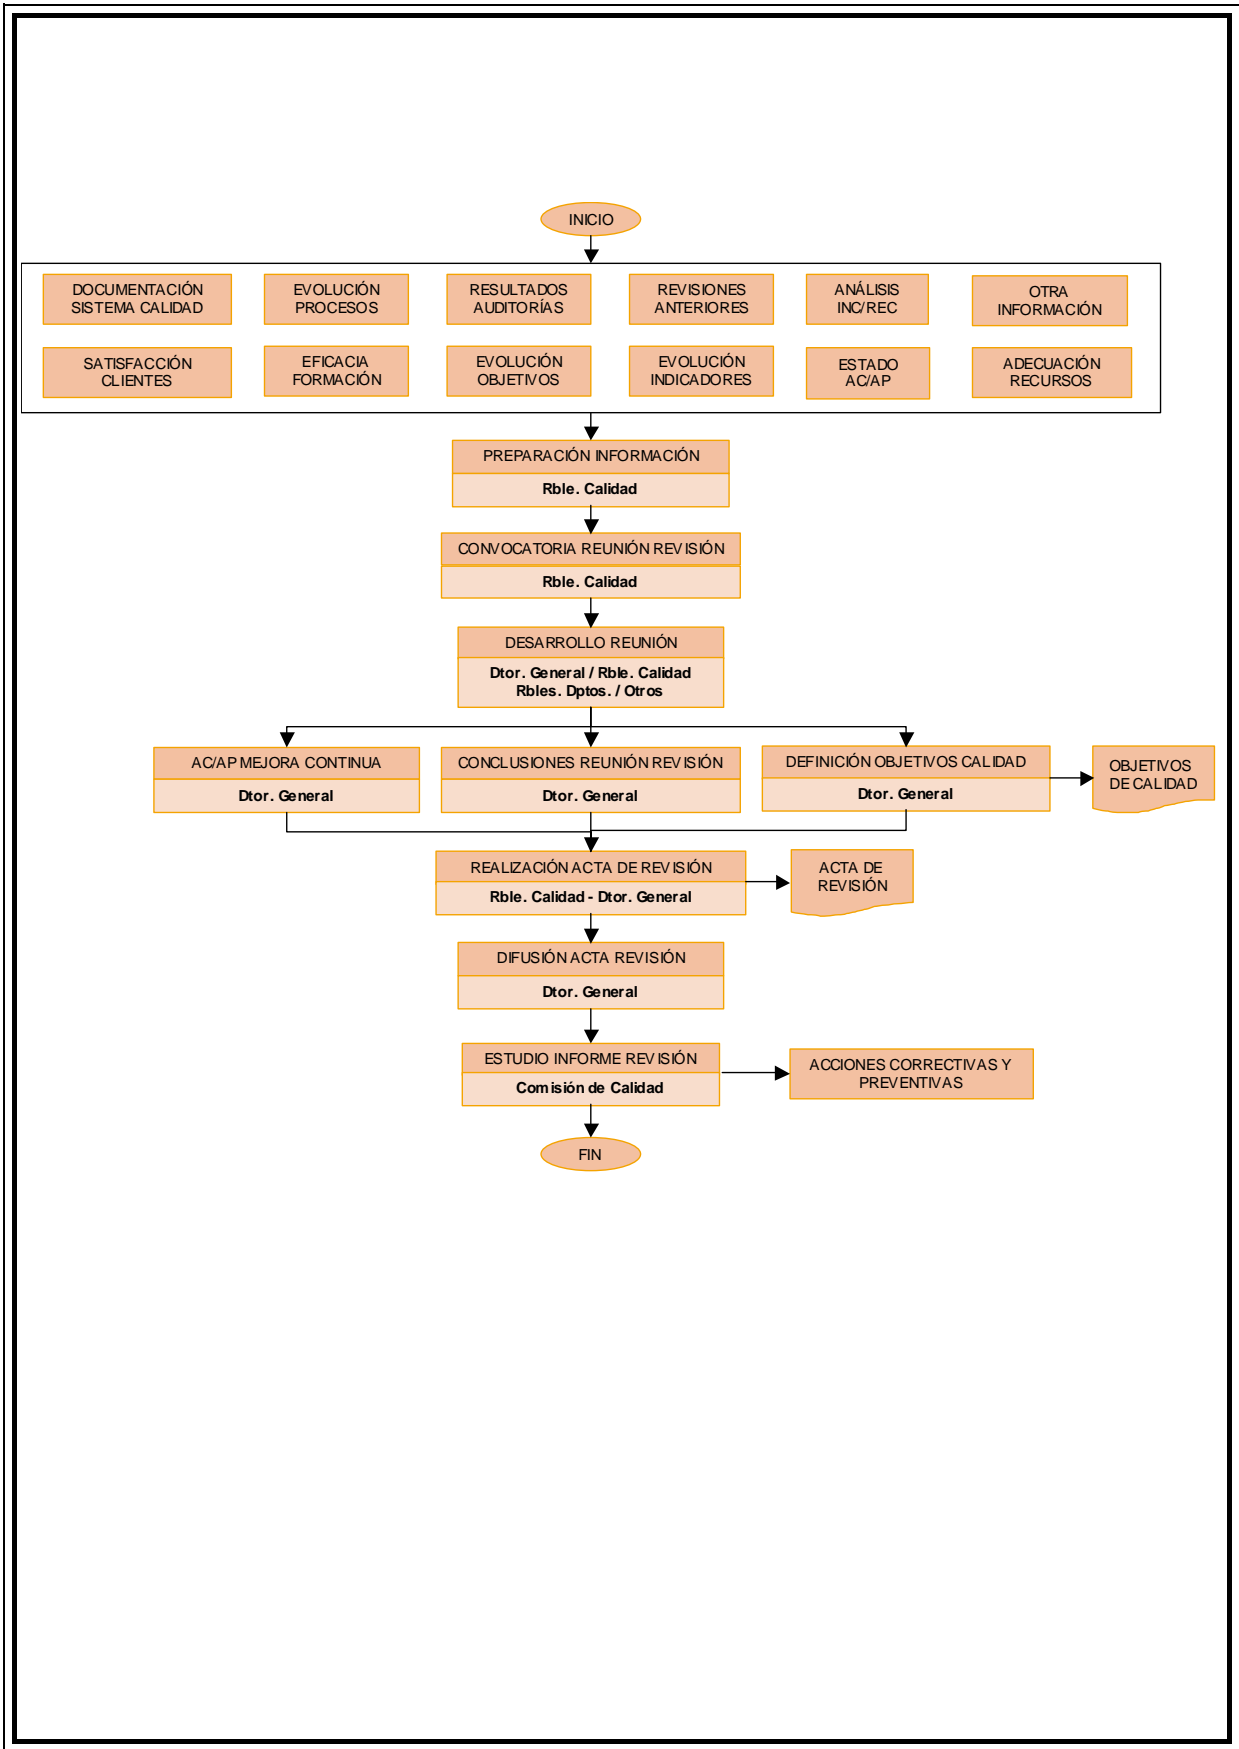 INICIO
DOCUMENTACIÓN
SISTEMA CALIDAD
EVOLUCIÓN
PROCESOS
RESULTADOS
AUDITORÍAS
REVISIONES
ANTERIORES
ANÁLISIS
INC/REC
OTRA
INFORMACIÓN
SATISFACCIÓN
CLIENTES
EFICACIA
FORMACIÓN
EVOLUCIÓN
OBJETIVOS
EVOLUCIÓN
INDICADORES
ESTADO
AC/AP
ADECUACIÓN
RECURSOS
PREPARACIÓN INFORMACIÓN
Rble. Calidad
CONVOCATORIA REUNIÓN REVISIÓN
Rble. Calidad
DESARROLLO REUNIÓN
Dtor. General / Rble. Calidad
Rbles. Dptos. / Otros
AC/AP MEJORA CONTINUA
Dtor. General
CONCLUSIONES REUNIÓN REVISIÓN
Dtor. General
DEFINICIÓN OBJETIVOS CALIDAD
Dtor. General
OBJETIVOS
DE CALIDAD
REALIZACIÓN ACTA DE REVISIÓN
Rble. Calidad - Dtor. General
ACTA DE
REVISIÓN
DIFUSIÓN ACTA REVISIÓN
Dtor. General
ESTUDIO INFORME REVISIÓN
Comisión de Calidad
ACCIONES CORRECTIVAS Y
PREVENTIVAS
FIN